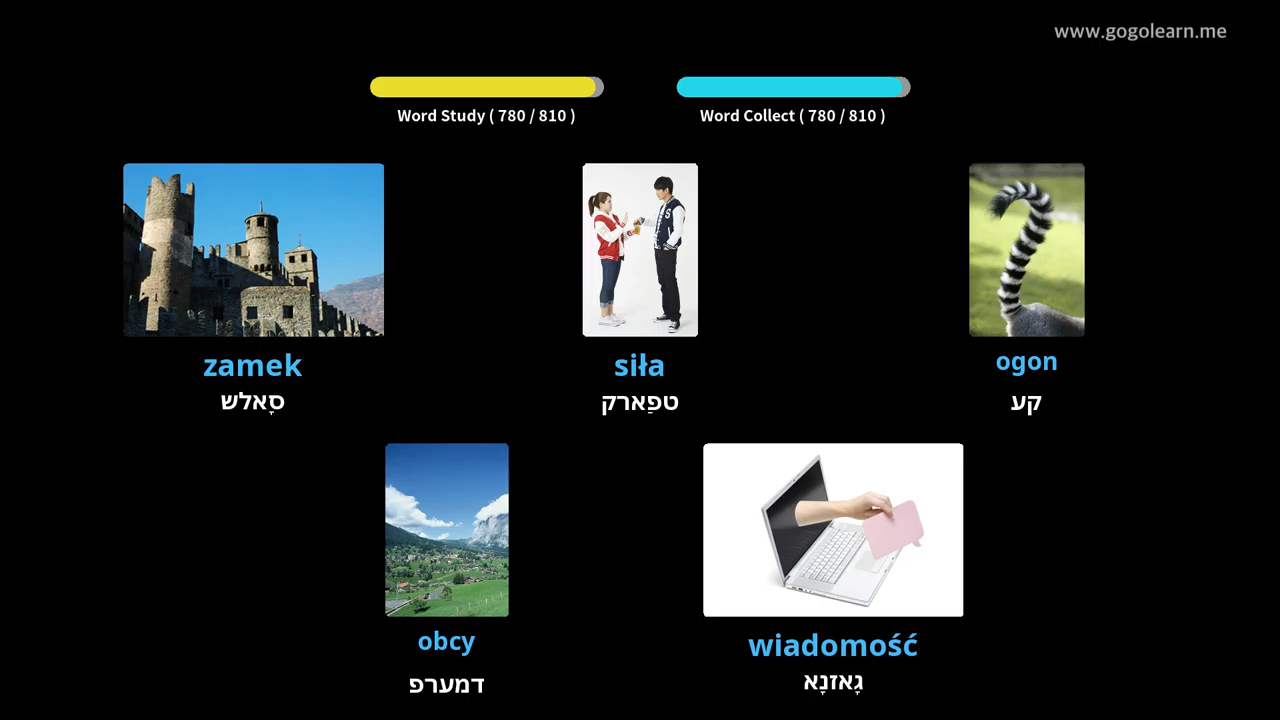 www.gogolearn.me
Word Study ( 780 / 810 )
Word Collect ( 780 / 810 )
zamek
סָאלש
siła
טפַארק
ogon
קע
obcy
דמערפ
wiadomość
גָאזנָא